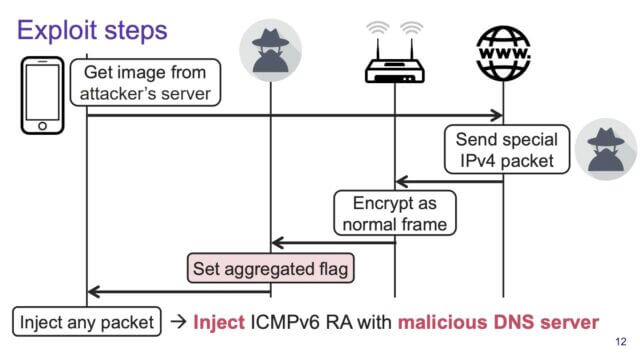 Exploit steps
Get image from
attacker's server
www.
Send special
IPv4 packet
Encrypt as
normal frame
Set aggregated flag
Inject any packet → Inject ICMPv6 RA with malicious DNS server
12